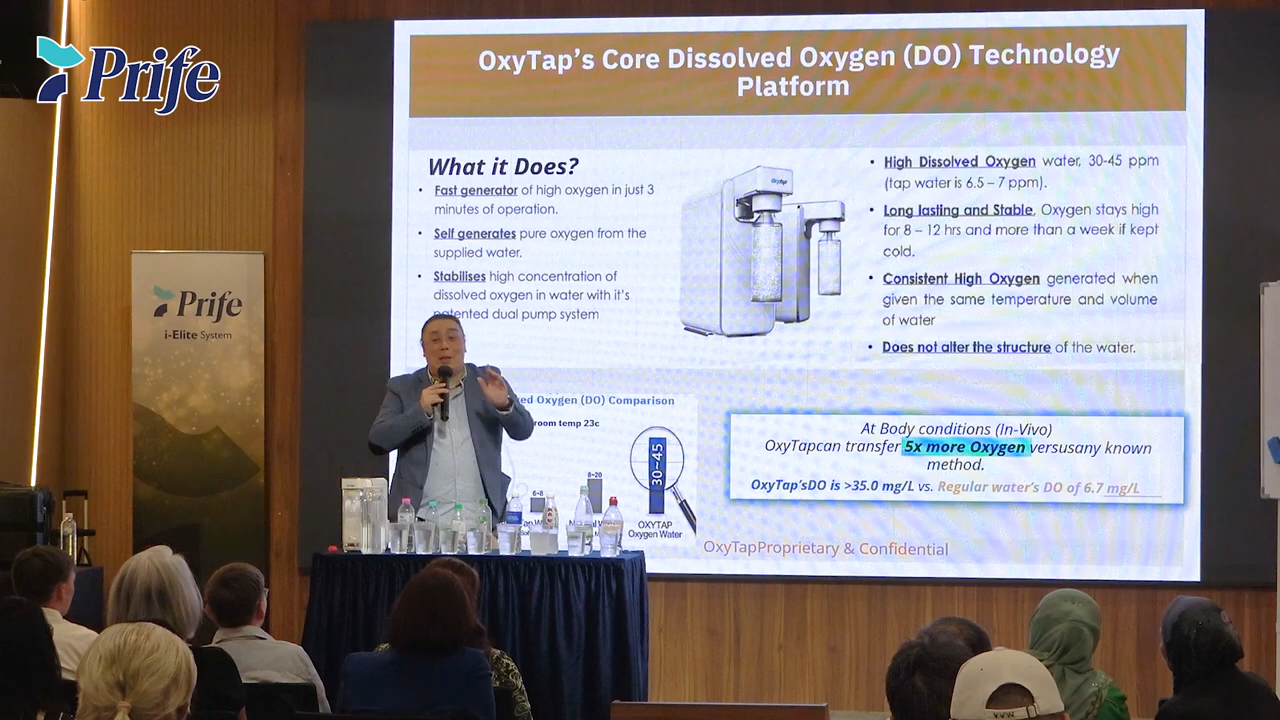 Prife
OxyTap's Core Dissolved Oxygen (DO) Technology
Platform
What it Does?
• Fast generator of high oxygen in just 3
minutes of operation.
• Self generates pure oxygen from the
supplied water.
• Stabilises high concentration of
dissolved oxygen in water with it's
patented dual pump system
oxytap
• High Dissolved Oxygen water, 30-45 ppm
(tap water is 6.5 – 7 ppm).
• Long lasting and Stable, Oxygen stays high
for 8 – 12 hrs and more than a week if kept
cold.
• Consistent High Oxygen generated when
given the same temperature and volume
of water
• Does not alter the structure of the water.
Prife
i-Elite System
Oxygen (DO) Comparison
room temp 23c
6~8
8~20
30~45
OXYTAP
Oxygen Water
At Body conditions (In-Vivo)
OxyTapcan transfer 5x more Oxygen versusany known
method.
OxyTap'sDO is >35.0 mg/L vs. Regular water's DO of 6.7 mg/L
OxyTapProprietary & Confidential